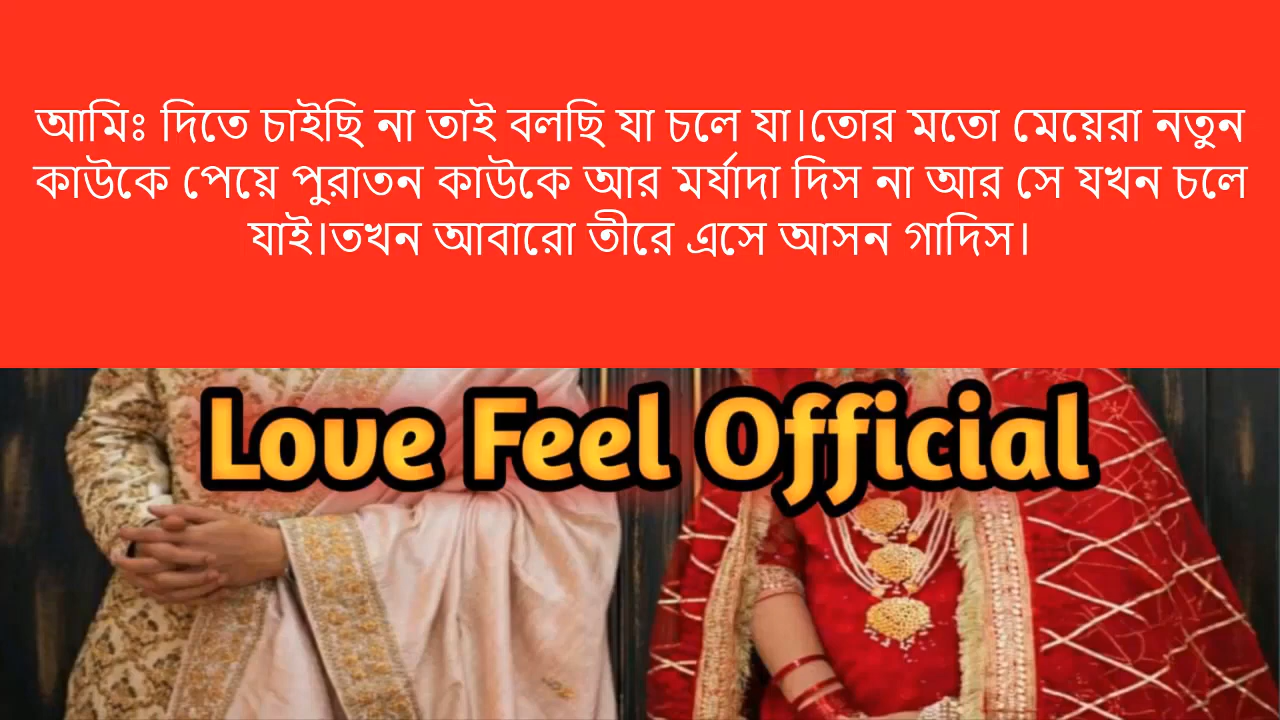 আমিঃ দিতে চাইছি না তাই বলছি যা চলে যা।তোর মতো মেয়েরা নতুন
কাউকে পেয়ে পুরাতন কাউকে আর মর্যাদা দিস না আর সে যখন চলে
যাই।তখন আবারো তীরে এসে আসন গাদিস।
Love Feel Official